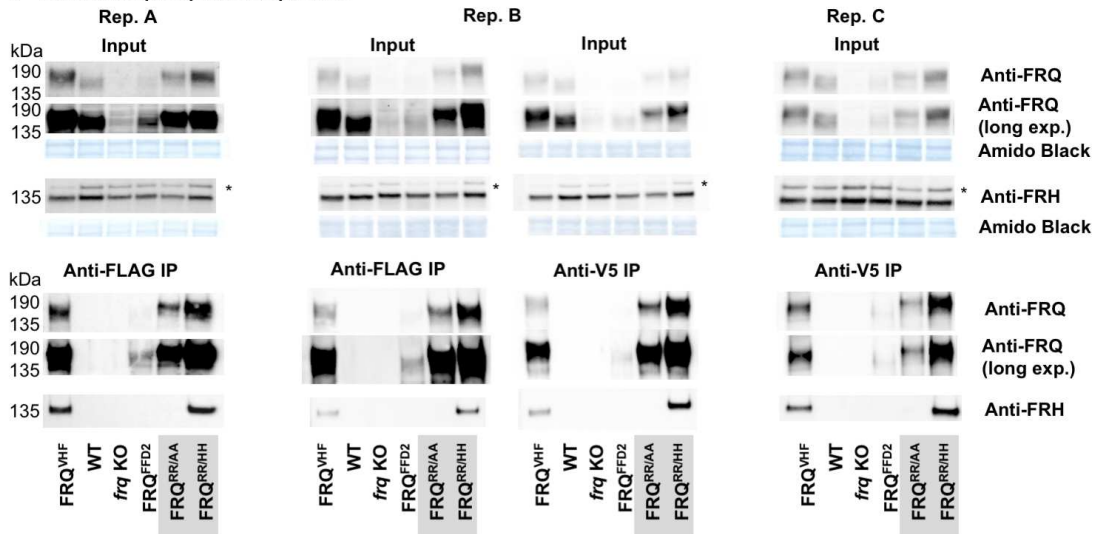 Rep. A Rep. B Rep. C
Input Input Input Input
kDa
190
135
Anti-FRQ
190
135
Anti-FRQ
(long exp.)
Amido Black
135 * * * * Anti-FRH
Amido Black
Anti-FLAG IP Anti-FLAG IP Anti-V5 IP Anti-V5 IP
kDa
190
135
Anti-FRQ
190
135
Anti-FRQ
(long exp.)
135 Anti-FRH
FRQVHF
WT
frq KO
FRQFFD2
FRQRR/AA
FRQRR/HH
FRQVHF
WT
frq KO
FRQFFD2
FRQRR/AA
FRQRR/HH
FRQVHF
WT
frq KO
FRQFFD2
FRQRR/AA
FRQRR/HH
FRQVHF
WT
frq KO
FRQFFD2
FRQRR/AA
FRQRR/HH